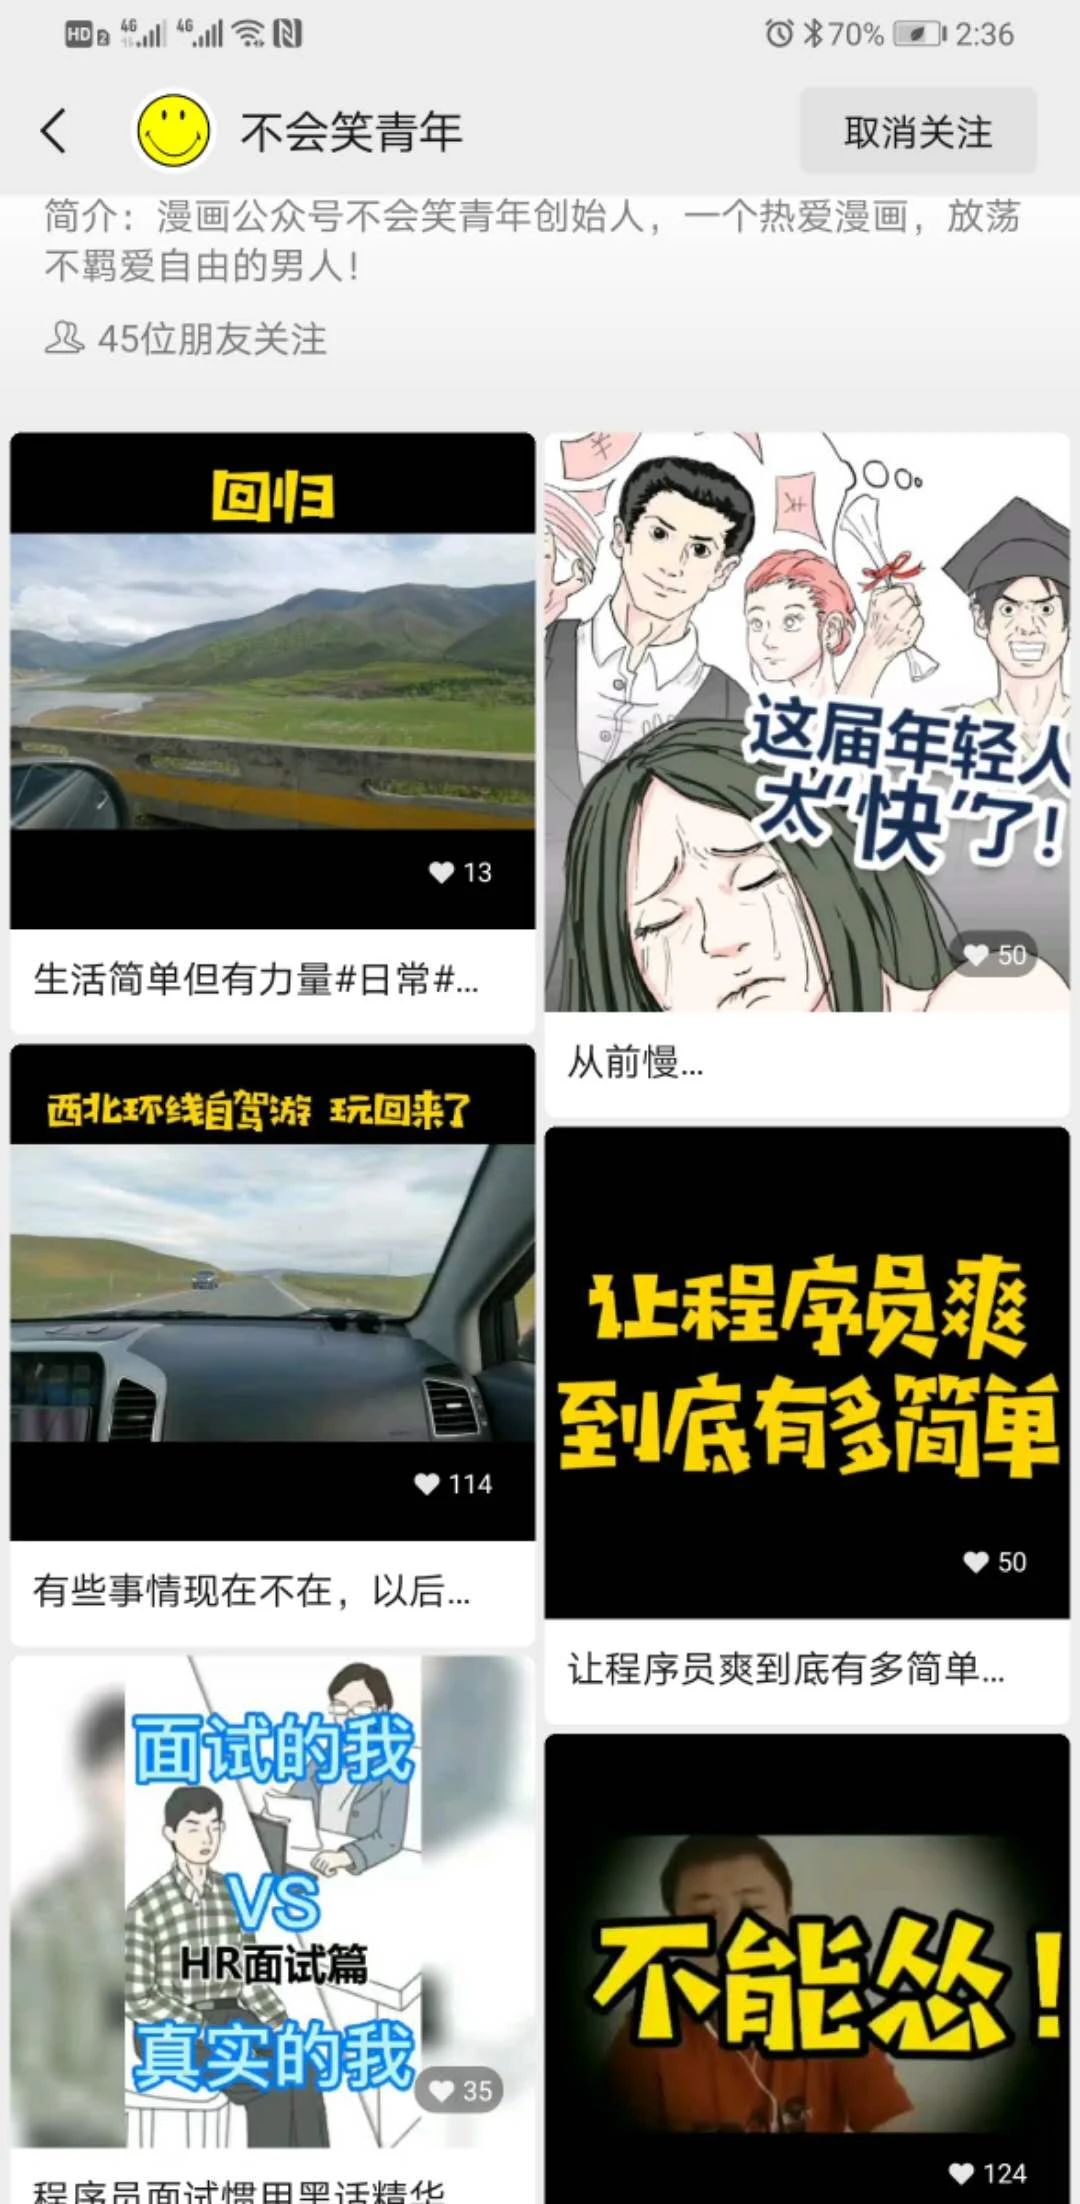 HD 2 4G 4G 70% 2:36
不会笑青年
取消关注
简介：漫画公众号不会笑青年创始人，一个热爱漫画，放荡
不羁爱自由的男人！
45位朋友关注
回归
13
生活简单但有力量#日常#...
这届年轻人
太“快”了！
50
从前慢...
西北环线自驾游 玩回来了
114
有些事情现在不在，以后...
让程序员爽
到底有多简单
50
让程序员爽到底有多简单...
面试的我
VS
HR面试篇
真实的我
35
程序员面试惯用黑话精华
不能怂！
124